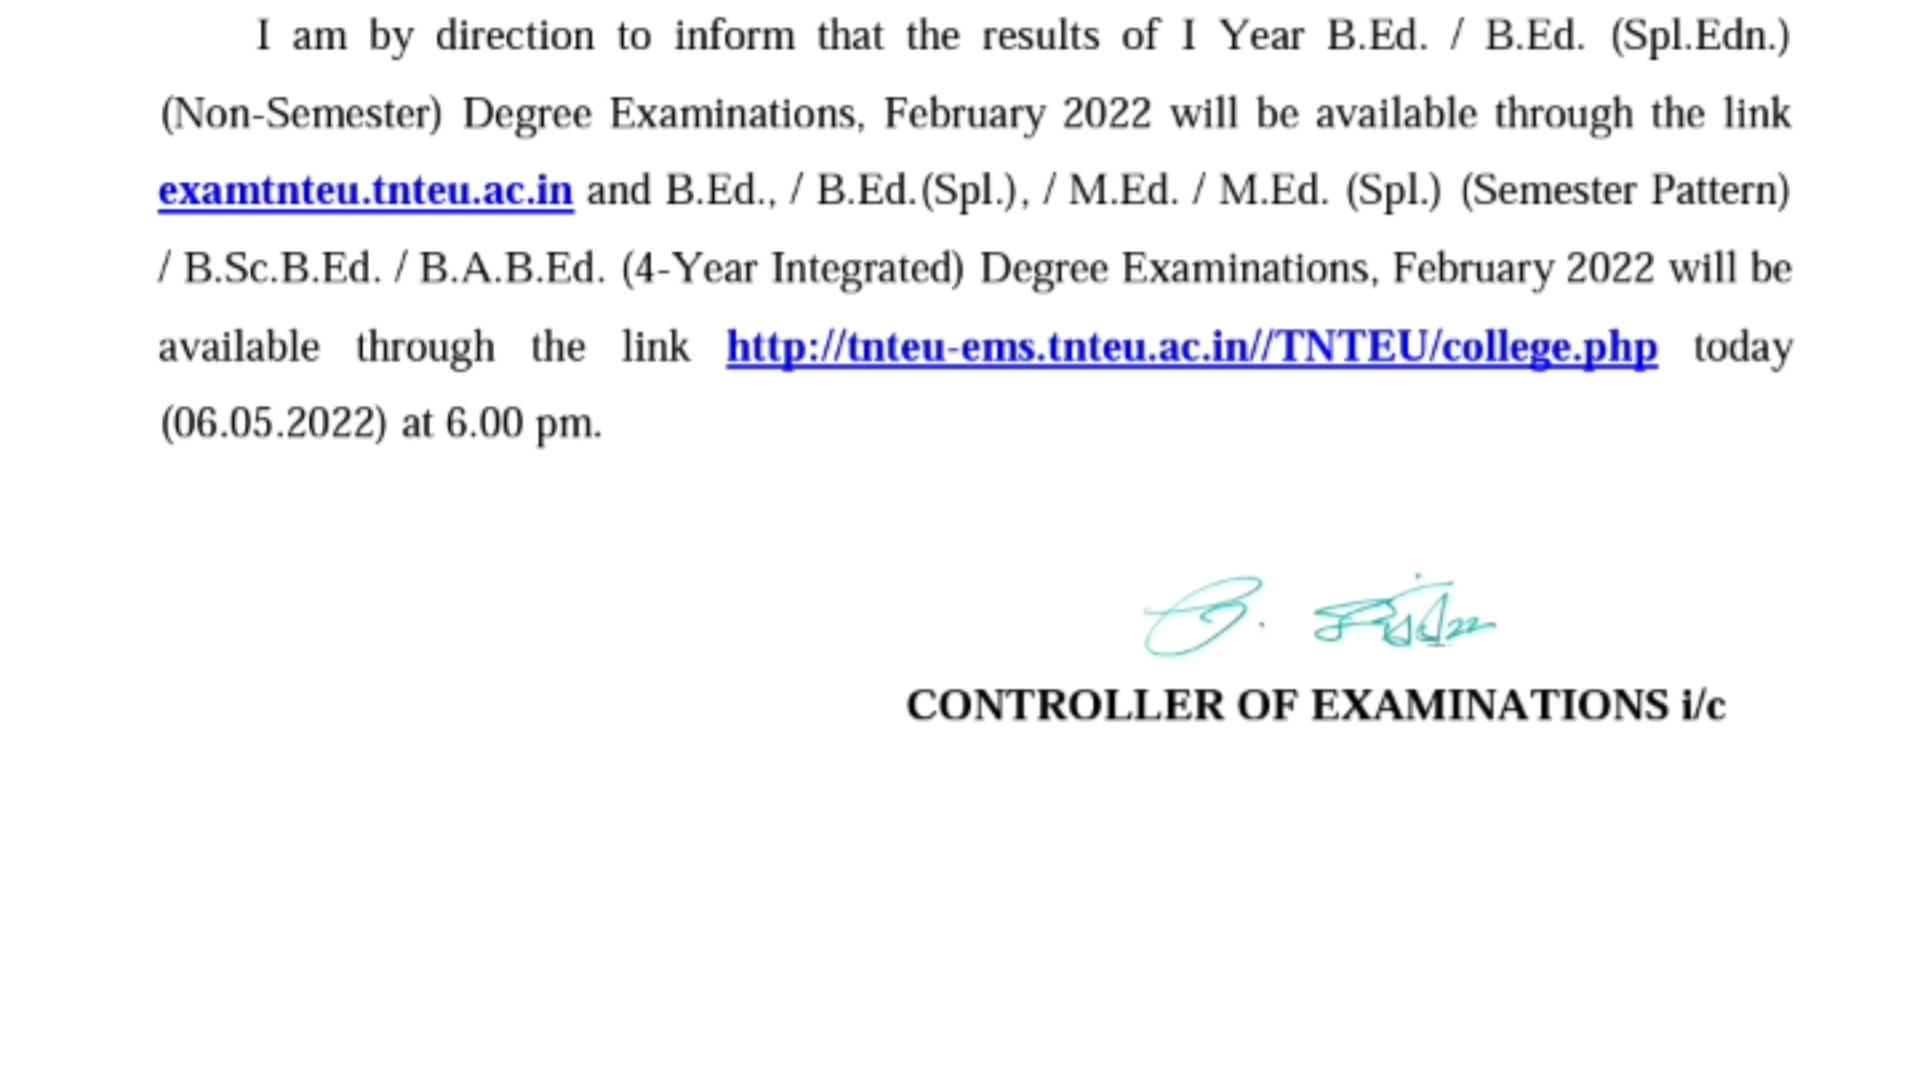 I am by direction to inform that the results of I Year B.Ed. / B.Ed. (Spl.Edn.)
(Non-Semester) Degree Examinations, February 2022 will be available through the link
examtnteu.tnteu.ac.in and B.Ed., / B.Ed.(Spl.), / M.Ed. / M.Ed. (Spl.) (Semester Pattern)
/ B.Sc.B.Ed. / B.A.B.Ed. (4-Year Integrated) Degree Examinations, February 2022 will be
available through the link http://tnteu-ems.tnteu.ac.in//TNTEU/college.php today
(06.05.2022) at 6.00 pm.
CONTROLLER OF EXAMINATIONS i/c